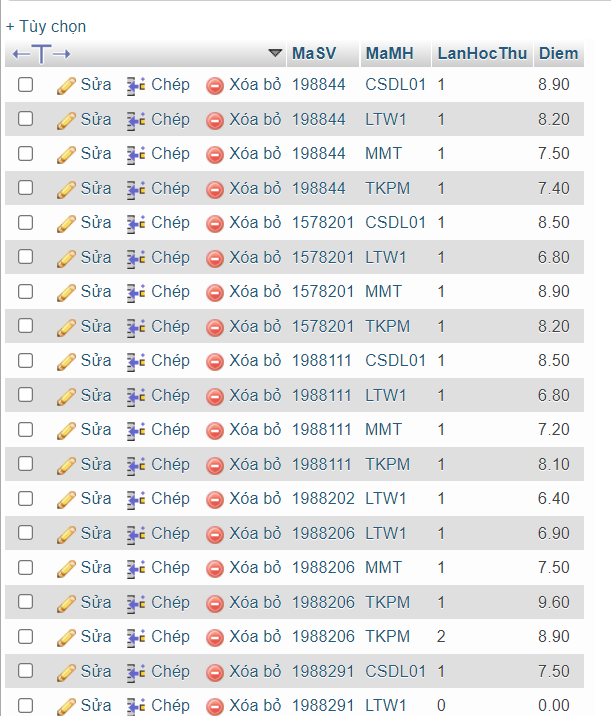 + Tùy chọn
←T→ MaSV MaMH LanHocThu Diem
Sửa Chép Xóa bỏ 198844 CSDL01 1 8.90
Sửa Chép Xóa bỏ 198844 LTW1 1 8.20
Sửa Chép Xóa bỏ 198844 MMT 1 7.50
Sửa Chép Xóa bỏ 198844 TKPM 1 7.40
Sửa Chép Xóa bỏ 1578201 CSDL01 1 8.50
Sửa Chép Xóa bỏ 1578201 LTW1 1 6.80
Sửa Chép Xóa bỏ 1578201 MMT 1 8.90
Sửa Chép Xóa bỏ 1578201 TKPM 1 8.20
Sửa Chép Xóa bỏ 1988111 CSDL01 1 8.50
Sửa Chép Xóa bỏ 1988111 LTW1 1 6.80
Sửa Chép Xóa bỏ 1988111 MMT 1 7.20
Sửa Chép Xóa bỏ 1988111 TKPM 1 8.10
Sửa Chép Xóa bỏ 1988202 LTW1 1 6.40
Sửa Chép Xóa bỏ 1988206 LTW1 1 6.90
Sửa Chép Xóa bỏ 1988206 MMT 1 7.50
Sửa Chép Xóa bỏ 1988206 TKPM 1 9.60
Sửa Chép Xóa bỏ 1988206 TKPM 2 8.90
Sửa Chép Xóa bỏ 1988291 CSDL01 1 7.50
Sửa Chép Xóa bỏ 1988291 LTW1 0 0.00